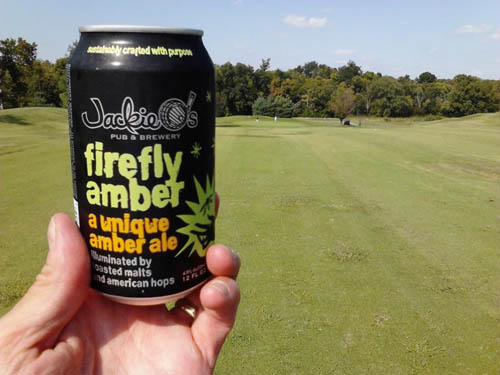 sustainably crafted with purpose
Jackie O's
PUB & BREWERY
firefly
amber
a unique
amber ale
illuminated by
roasted malts
and american hops
12 FL OZ